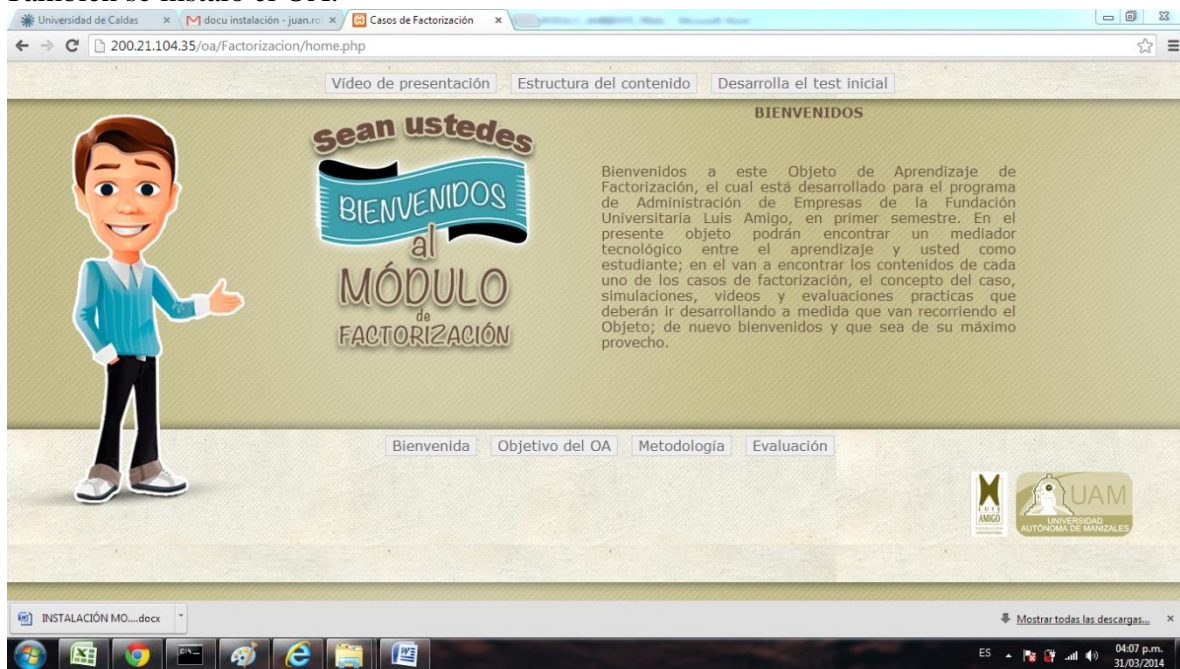 También se instaló el OA:
Universidad de Caldas
docu instalación - juan.ro
Casos de Factorización
200.21.104.35/oa/Factorizacion/home.php
Vídeo de presentación
Estructura del contenido
Desarrolla el test inicial
Sean ustedes
BIENVENIDOS
al
MÓDULO
de
FACTORIZACIÓN
BIENVENIDOS
Bienvenidos a este Objeto de Aprendizaje de
Factorización, el cual está desarrollado para el programa
de Administración de Empresas de la Fundación
Universitaria Luis Amigo, en primer semestre. En el
presente objeto podrán encontrar un mediador
tecnológico entre el aprendizaje y usted como
estudiante; en el van a encontrar los contenidos de cada
uno de los casos de factorización, el concepto del caso,
simulaciones, videos y evaluaciones practicas que
deberán ir desarrollando a medida que van recorriendo el
Objeto; de nuevo bienvenidos y que sea de su máximo
provecho.
Bienvenida
Objetivo del OA
Metodología
Evaluación
LUIS
AMIGO
UAM
UNIVERSIDAD
AUTÓNOMA DE MANIZALES
INSTALACIÓN MO....docx
Mostrar todas las descargas...
ES
04:07 p.m.
31/03/2014